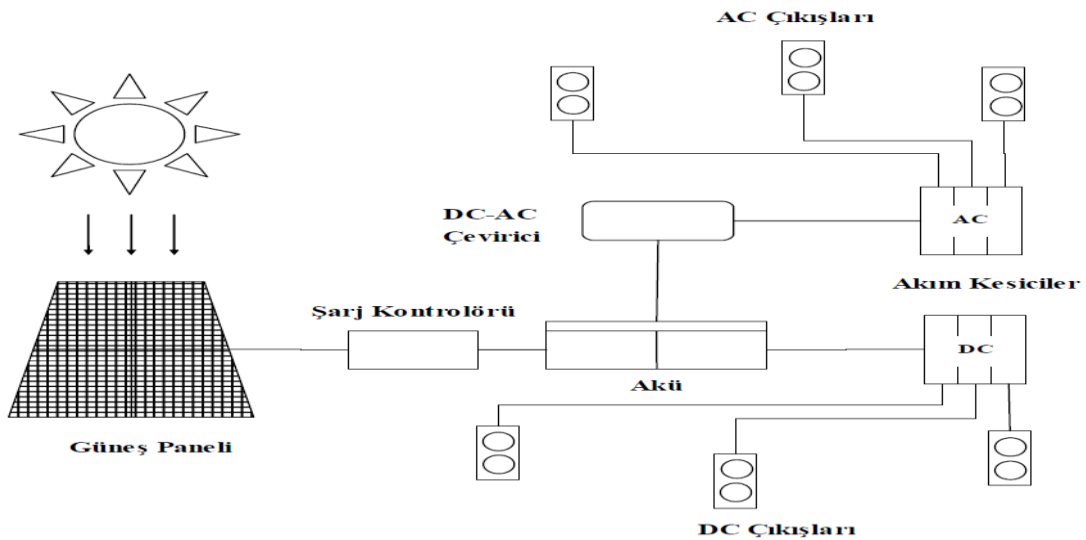 AC Çıkışları
DC-AC
Çevirici
AC
Akım Kesiciler
Şarj Kontrolörü
DC
Akü
Güneş Paneli
DC Çıkışları